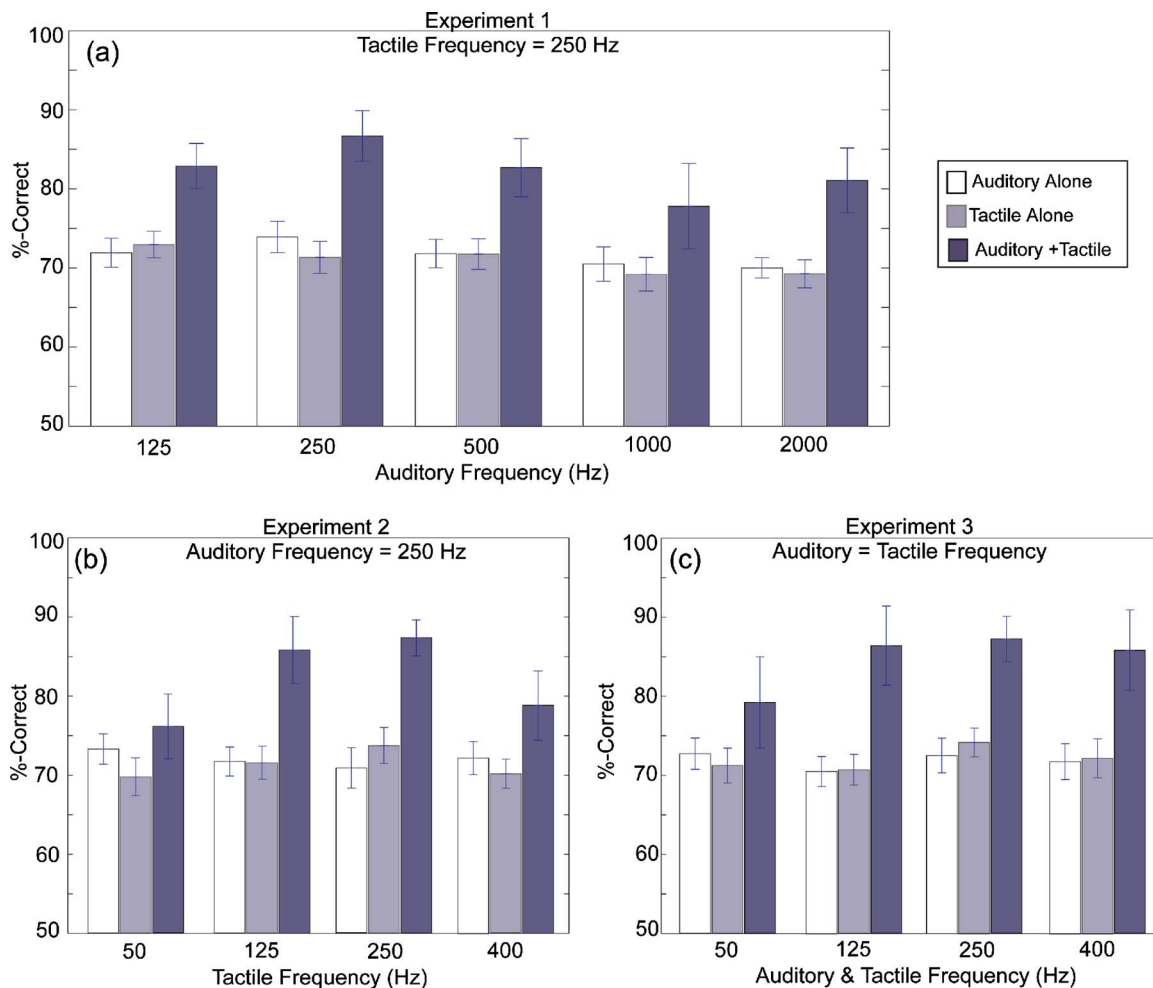 Experiment 1
(a)
Tactile Frequency = 250 Hz
100
90
80
70
60
50
%-Correct
125
250
500
1000
2000
Auditory Frequency (Hz)
Auditory Alone
Tactile Alone
Auditory +Tactile
Experiment 2
(b)
Auditory Frequency = 250 Hz
100
90
80
70
60
50
%-Correct
50
125
250
400
Tactile Frequency (Hz)
Experiment 3
(c)
Auditory = Tactile Frequency
100
90
80
70
60
50
%-Correct
50
125
250
400
Auditory & Tactile Frequency (Hz)